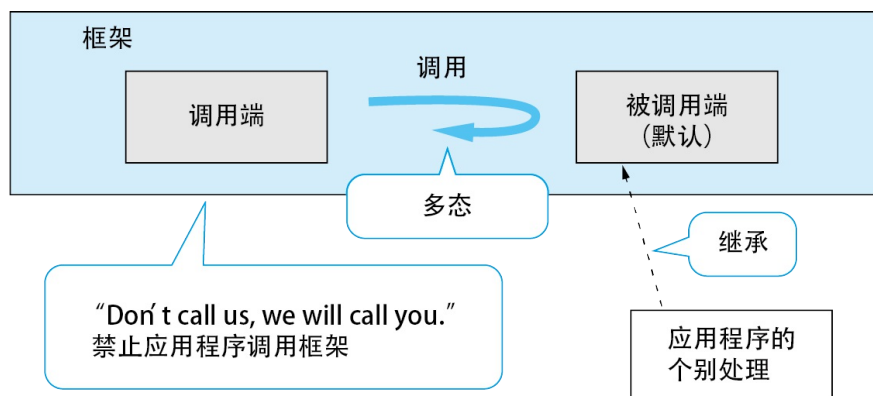 框架
调用端
调用
被调用端
（默认）
多态
继承
“Don't call us, we will call you.”
禁止应用程序调用框架
应用程序的
个别处理